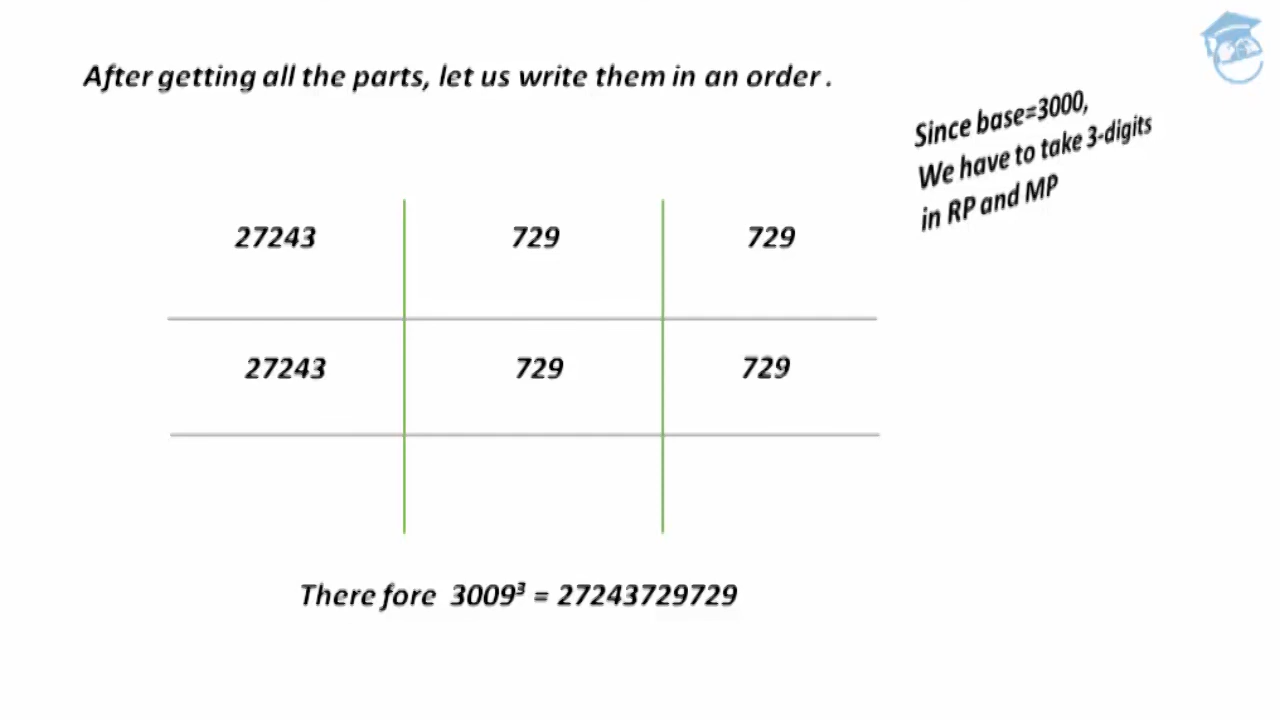 After getting all the parts, let us write them in an order .
Since base=3000,
We have to take 3-digits
in RP and MP
27243 729 729
27243 729 729
There fore 3009³ = 27243729729